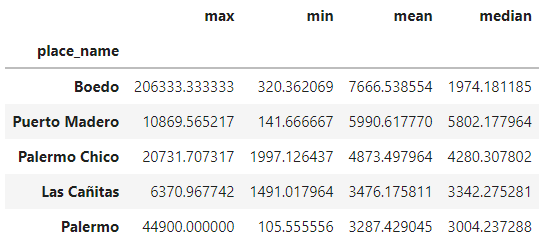 max min mean median
place_name
Boedo 206333.333333 320.362069 7666.538554 1974.181185
Puerto Madero 10869.565217 141.666667 5990.617770 5802.177964
Palermo Chico 20731.707317 1997.126437 4873.497964 4280.307802
Las Cañitas 6370.967742 1491.017964 3476.175811 3342.275281
Palermo 44900.000000 105.555556 3287.429045 3004.237288